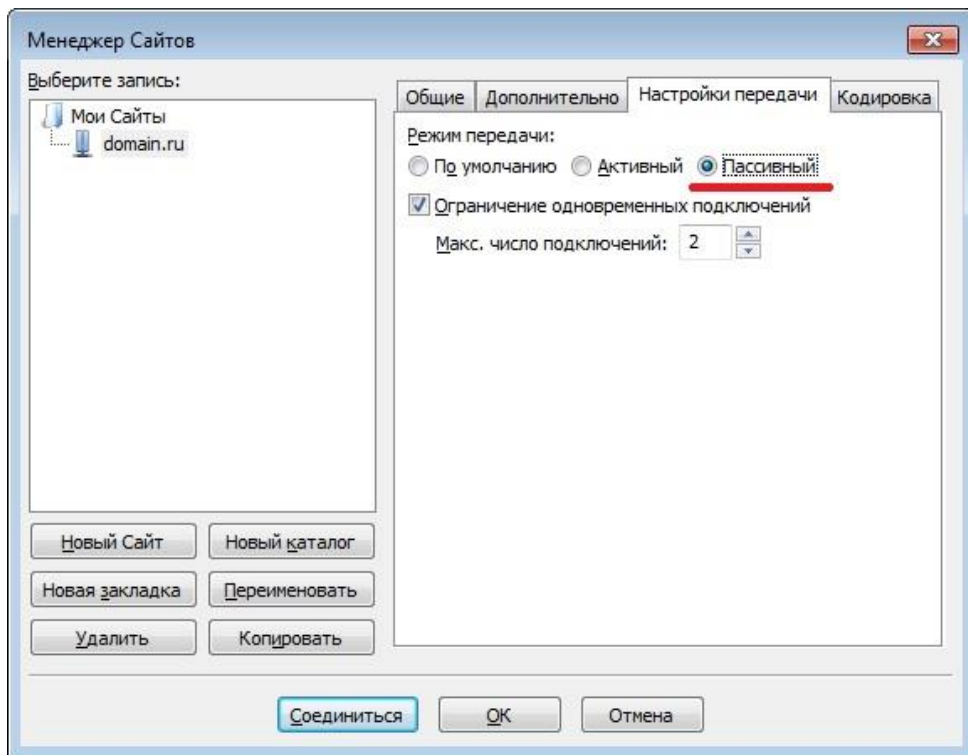 Менеджер Сайтов
Выберите запись:
Мои Сайты
domain.ru
Общие Дополнительно Настройки передачи Кодировка
Режим передачи:
По умолчанию Активный Пассивный
Ограничение одновременных подключений
Макс. число подключений: 2
Новый Сайт Новый каталог
Новая закладка Переименовать
Удалить Копировать
Соединиться OK Отмена